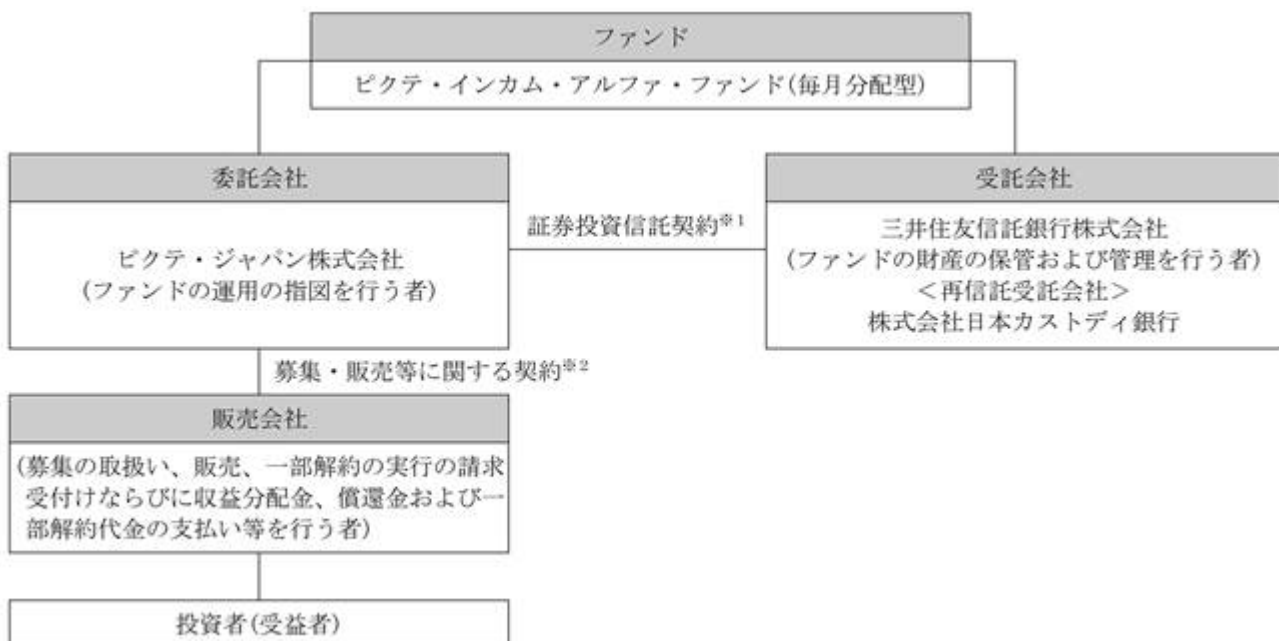 ファンド
ピクテ・インカム・アルファ・ファンド(毎月分配型)
委託会社
ピクテ・ジャパン株式会社
(ファンドの運用の指図を行う者)
証券投資信託契約※1
受託会社
三井住友信託銀行株式会社
(ファンドの財産の保管および管理を行う者)
<再信託受託会社>
株式会社日本カストディ銀行
募集・販売等に関する契約※2
販売会社
(募集の取扱い、販売、一部解約の実行の請求
受付けならびに収益分配金、償還金および一
部解約代金の支払い等を行う者)
投資者(受益者)